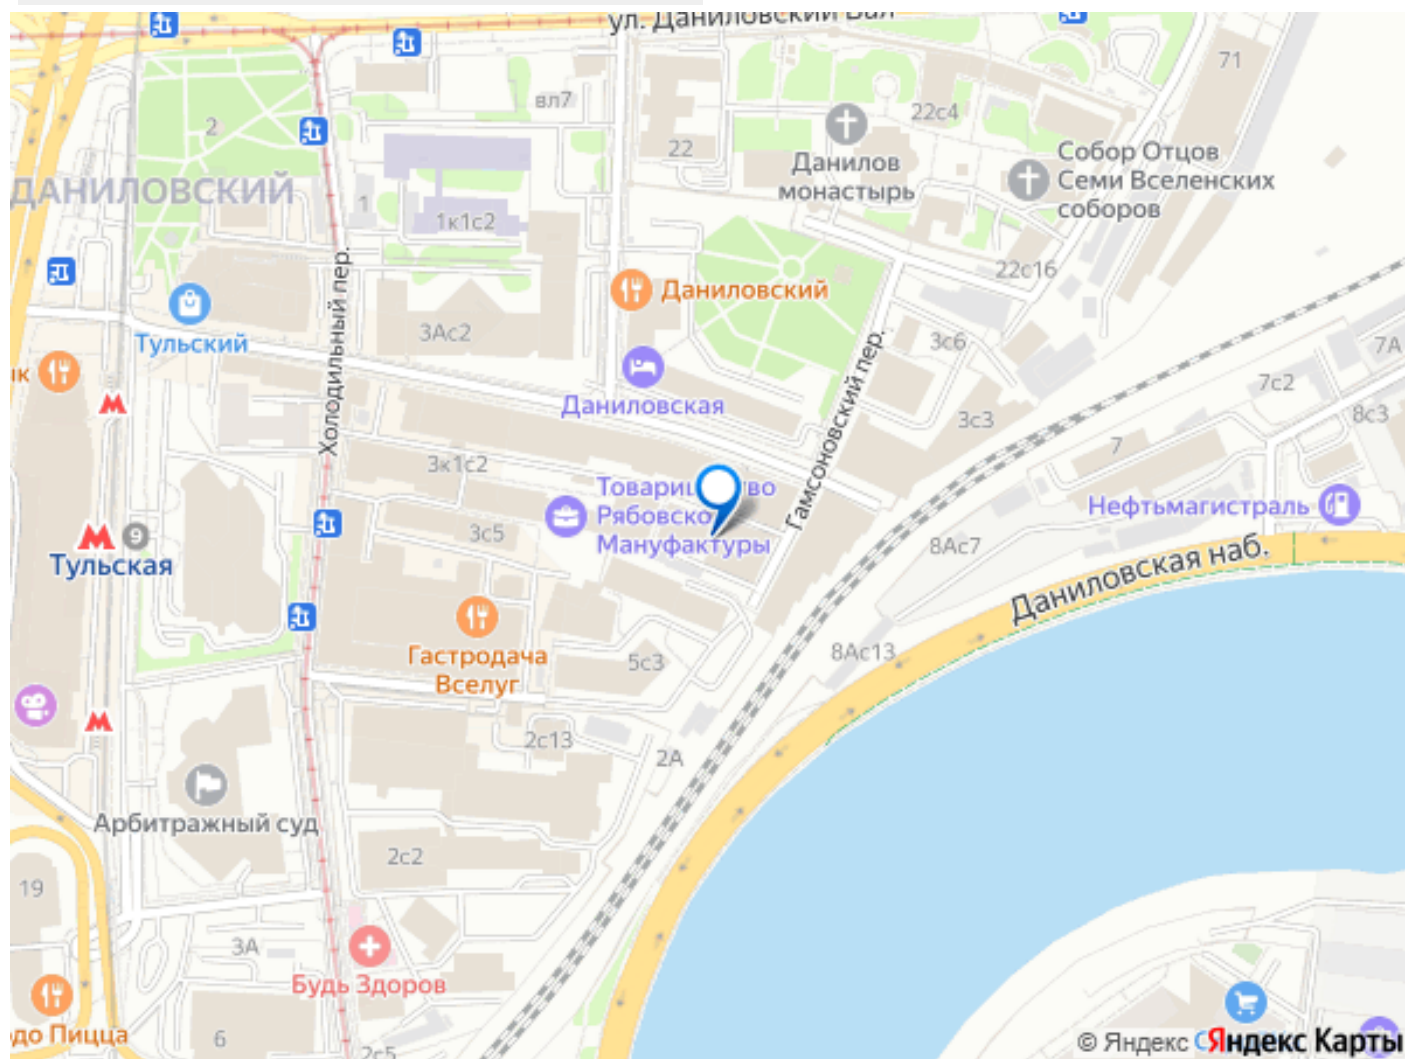 ул. Даниловский Вал
71
вл7
2
22с4
22
Данилов
монастырь
Собор Отцов
Семи Вселенских
соборов
ДАНИЛОВСКИЙ
1
1к1с2
22с16
Даниловский
Холодильный пер.
Тульский
3Ас2
3с6
7А
7с2
8с3
Даниловская
Гамсоновский пер.
3с3
7
3к1с2
Нефтьмагистраль
3с5
8Ас7
9
Тульская
Даниловская наб.
Гастродача
Вселуг
5с3
8Ас13
2с13
2А
Арбитражный суд
2с2
19
3А
Будь Здоров
6
2с5
© Яндекс
Яндекс Карты